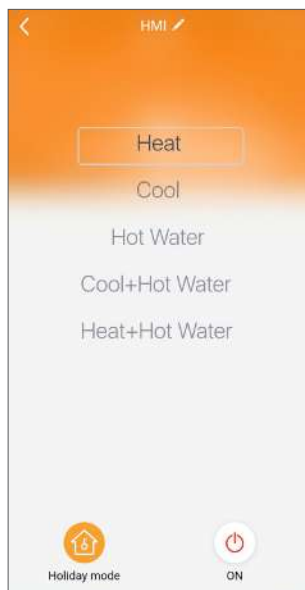 HMI
Heat
Cool
Hot Water
Cool+Hot Water
Heat+Hot Water
Holiday mode
ON